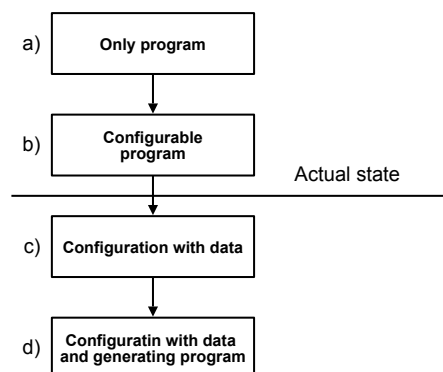 a) Only program
b) Configurable
program
Actual state
c) Configuration with data
d) Configuratin with data
and generating program